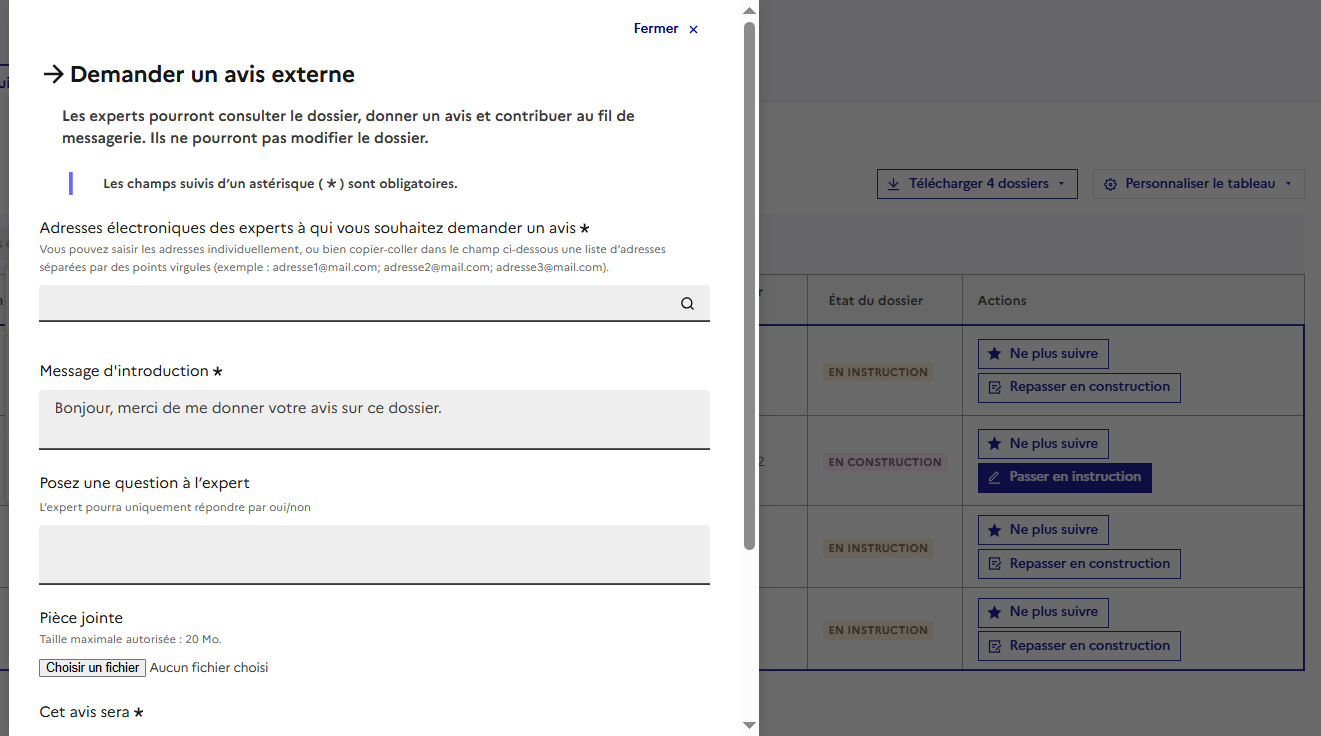 Fermer ×
→ Demander un avis externe
Les experts pourront consulter le dossier, donner un avis et contribuer au fil de
messagerie. Ils ne pourront pas modifier le dossier.
Les champs suivis d’un astérisque ( * ) sont obligatoires.
Adresses électroniques des experts à qui vous souhaitez demander un avis *
Vous pouvez saisir les adresses individuellement, ou bien copier-coller dans le champ ci-dessous une liste d’adresses
séparées par des points virgules (exemple : adresse1@mail.com; adresse2@mail.com; adresse3@mail.com).
Message d'introduction *
Bonjour, merci de me donner votre avis sur ce dossier.
Posez une question à l’expert
L’expert pourra uniquement répondre par oui/non
Pièce jointe
Taille maximale autorisée : 20 Mo.
Choisir un fichier Aucun fichier choisi
Cet avis sera *
Télécharger 4 dossiers
Personnaliser le tableau
État du dossier
Actions
EN INSTRUCTION
Ne plus suivre
Repasser en construction
2
EN CONSTRUCTION
Ne plus suivre
Passer en instruction
EN INSTRUCTION
Ne plus suivre
Repasser en construction
EN INSTRUCTION
Ne plus suivre
Repasser en construction